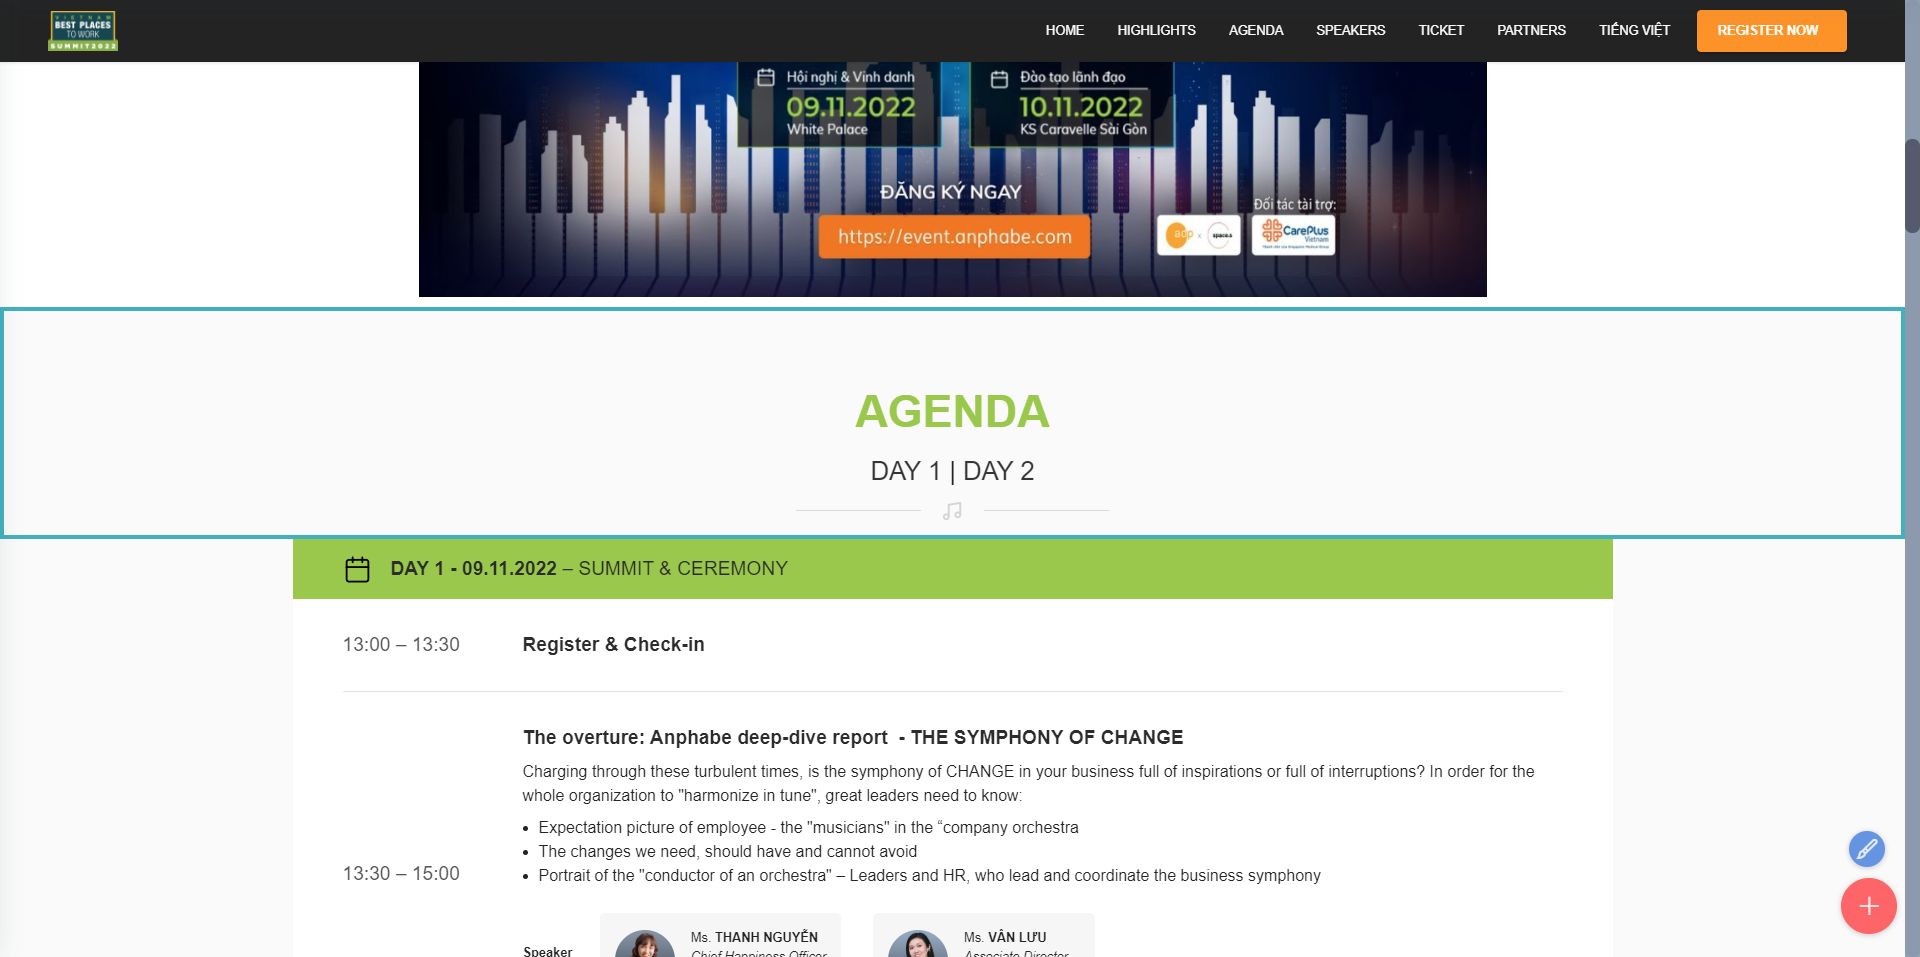 VIETNAM
BEST PLACES
TO WORK
SUMMIT2022
HOME HIGHLIGHTS AGENDA SPEAKERS TICKET PARTNERS TIẾNG VIỆT REGISTER NOW
Hội nghị & Vinh danh
09.11.2022
White Palace
Đào tạo lãnh đạo
10.11.2022
KS Caravelle Sài Gòn
ĐĂNG KÝ NGAY
https://event.anphabe.com
Đối tác tài trợ:
adp x space.s
CarePlus
Vietnam
AGENDA
DAY 1 | DAY 2
DAY 1 - 09.11.2022 – SUMMIT & CEREMONY
13:00 – 13:30 Register & Check-in
The overture: Anphabe deep-dive report - THE SYMPHONY OF CHANGE
Charging through these turbulent times, is the symphony of CHANGE in your business full of inspirations or full of interruptions? In order for the
whole organization to "harmonize in tune", great leaders need to know:
• Expectation picture of employee - the "musicians" in the “company orchestra
• The changes we need, should have and cannot avoid
13:30 – 15:00
• Portrait of the "conductor of an orchestra" – Leaders and HR, who lead and coordinate the business symphony
Speaker
Ms. THANH NGUYỄN
Chief Happiness Officer
Ms. VÂN LƯU
Associate Director